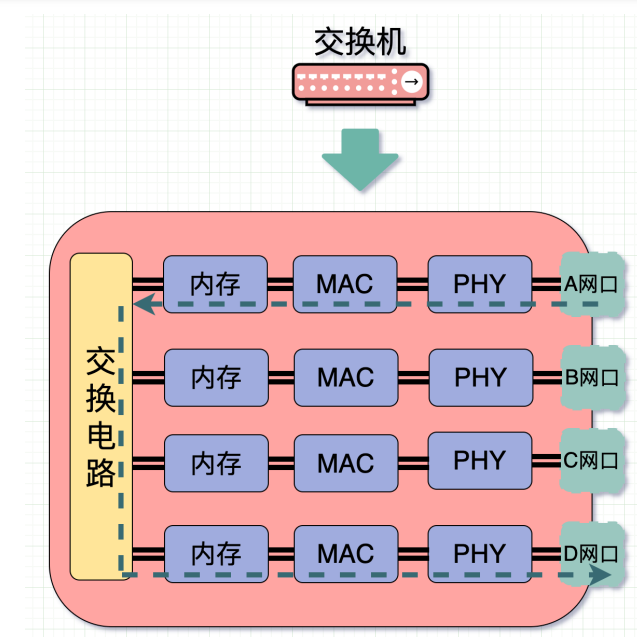 交换机
内存 MAC PHY A网口
内存 MAC PHY B网口
交换电路
内存 MAC PHY C网口
内存 MAC PHY D网口